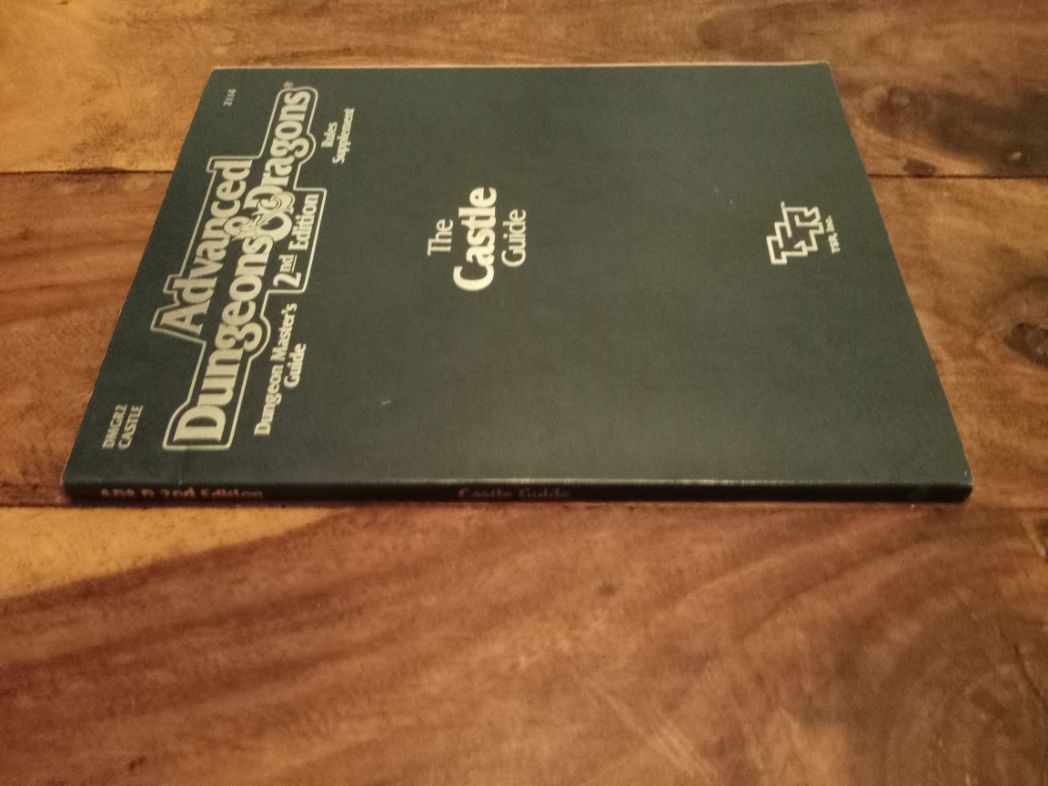 DMGR2
CASTLE
2114
Advanced
Dungeons & Dragons®
2nd Edition
Dungeon Master's
Guide
Rules
Supplement
The
Castle
Guide
TSR
TSR, Inc.
AD&D 2nd Edition
Castle Guide